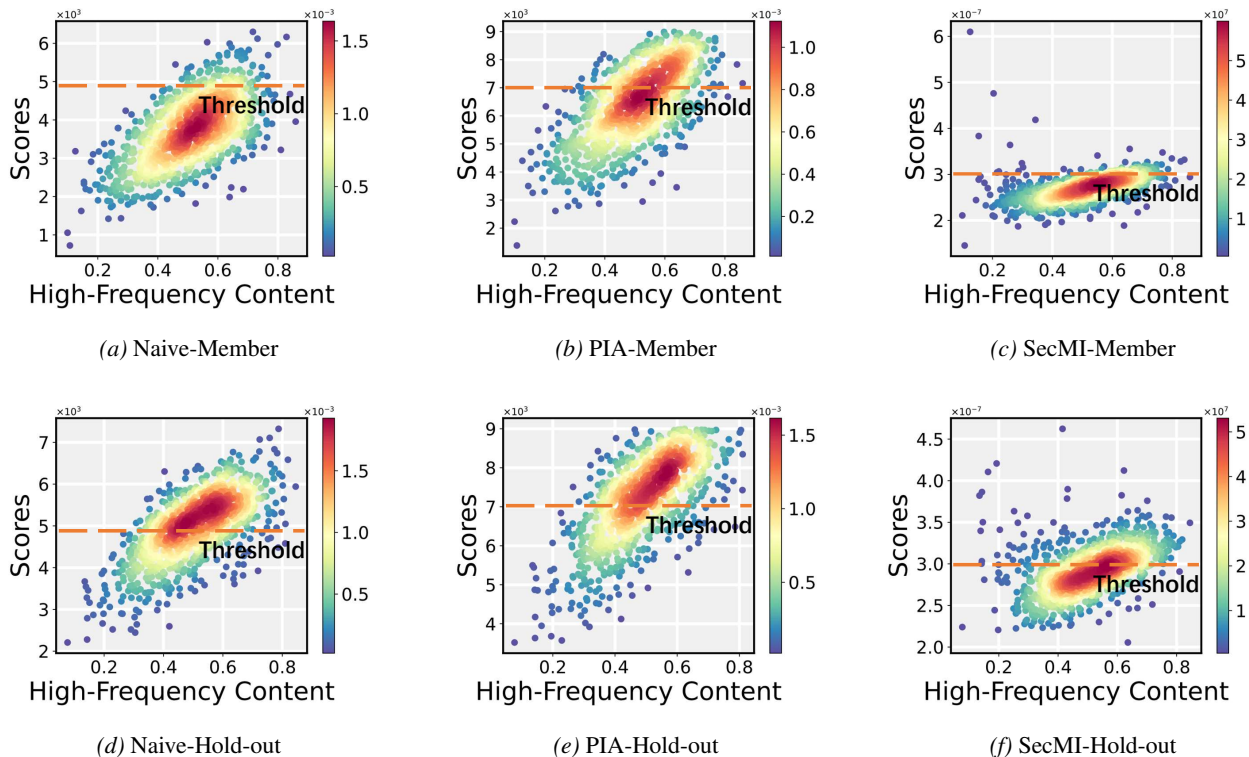 ×10³ ×10⁻³
6
5
4
3
2
1
Scores
Threshold
0.2 0.4 0.6 0.8
High-Frequency Content
1.5
1.0
0.5
(a) Naive-Member
×10³ ×10⁻³
9
8
7
6
5
4
3
2
Scores
Threshold
0.2 0.4 0.6 0.8
High-Frequency Content
1.0
0.8
0.6
0.4
0.2
(b) PIA-Member
×10⁻⁷ ×10⁷
6
5
4
3
2
Scores
Threshold
0.2 0.4 0.6 0.8
High-Frequency Content
5
4
3
2
1
(c) SecMI-Member
×10³ ×10⁻³
7
6
5
4
3
2
Scores
Threshold
0.2 0.4 0.6 0.8
High-Frequency Content
1.5
1.0
0.5
(d) Naive-Hold-out
×10³ ×10⁻³
9
8
7
6
5
4
Scores
Threshold
0.2 0.4 0.6 0.8
High-Frequency Content
1.5
1.0
0.5
(e) PIA-Hold-out
×10⁻⁷ ×10⁷
4.5
4.0
3.5
3.0
2.5
2.0
Scores
Threshold
0.2 0.4 0.6 0.8
High-Frequency Content
5
4
3
2
1
(f) SecMI-Hold-out